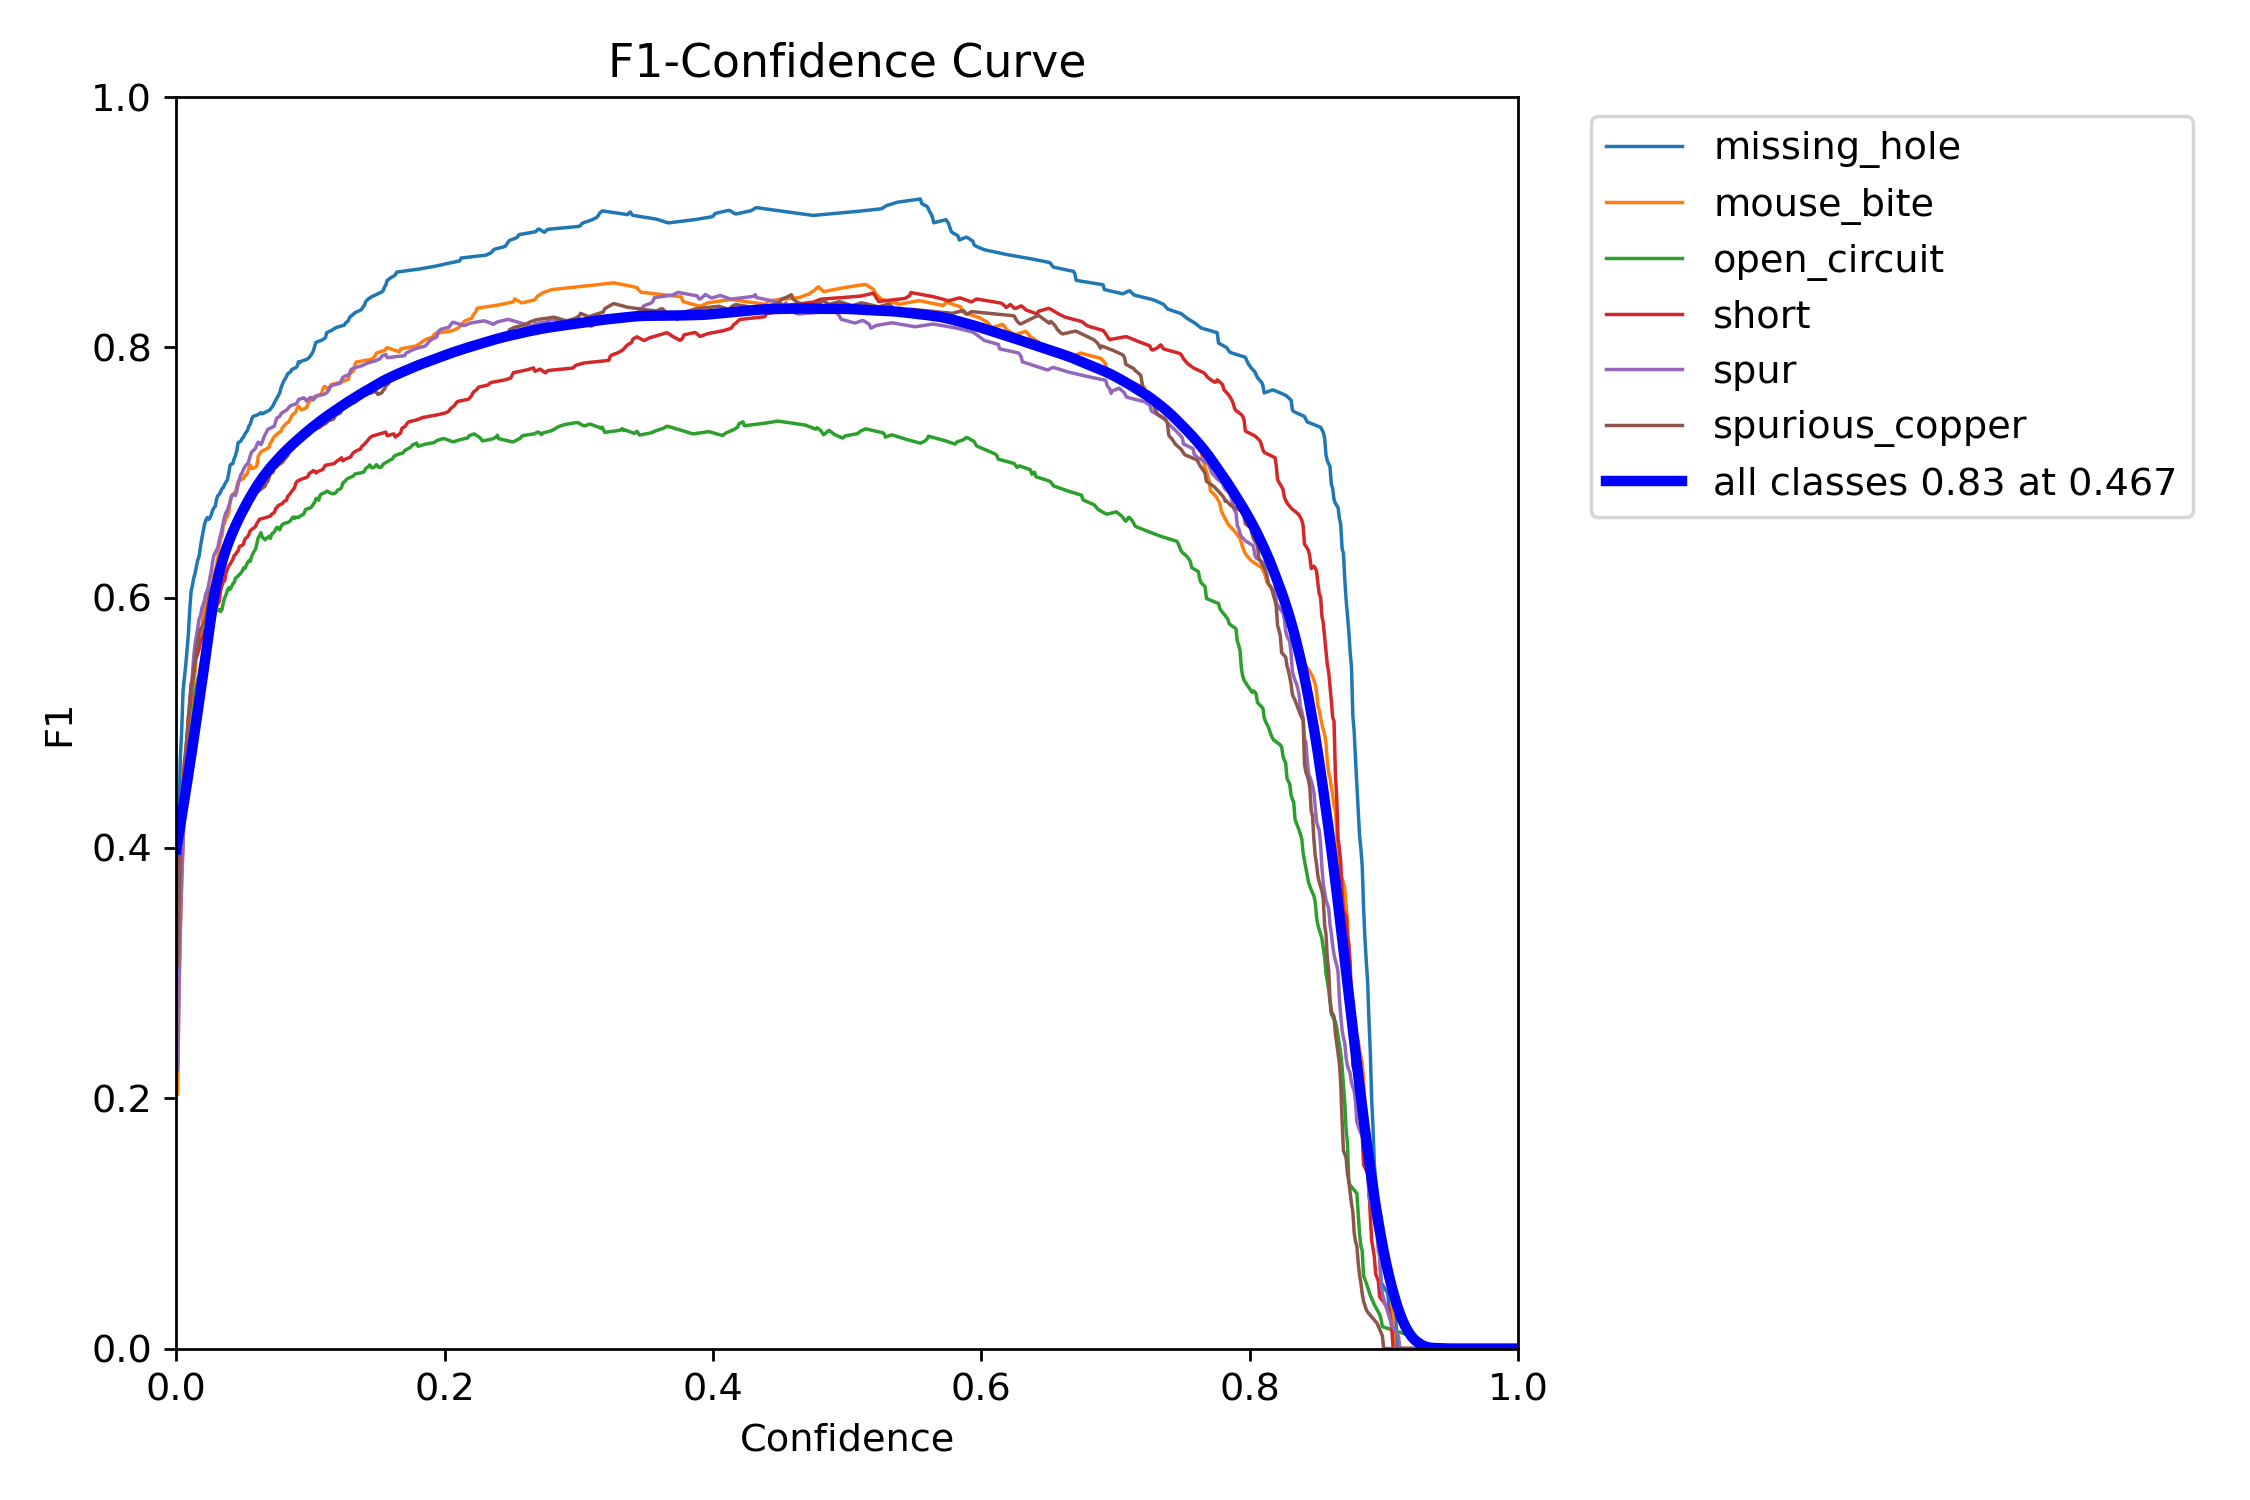 F1-Confidence Curve
1.0
0.8
0.6
0.4
0.2
0.0
F1
0.0 0.2 0.4 0.6 0.8 1.0
Confidence
missing_hole
mouse_bite
open_circuit
short
spur
spurious_copper
all classes 0.83 at 0.467